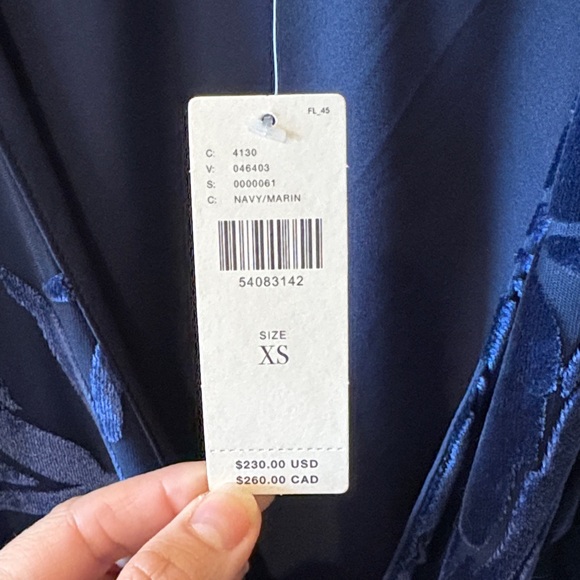 FL_45
C: 4130
V: 046403
S: 0000061
C: NAVY/MARIN
54083142
SIZE
XS
$230.00 USD
$260.00 CAD